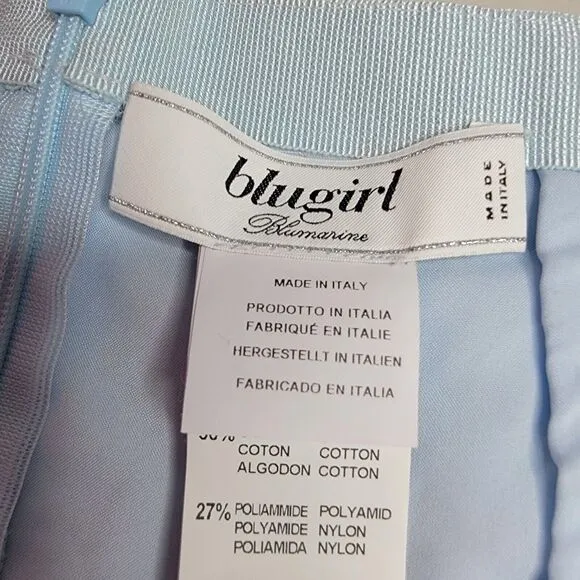 blugirl
Blumarine
MADE
IN ITALY
MADE IN ITALY
PRODOTTO IN ITALIA
FABRIQUÉ EN ITALIE
HERGESTELLT IN ITALIEN
FABRICADO EN ITALIA
COTON COTTON
ALGODON COTTON
27% POLIAMMIDE POLYAMID
POLYAMIDE NYLON
POLIAMIDA NYLON